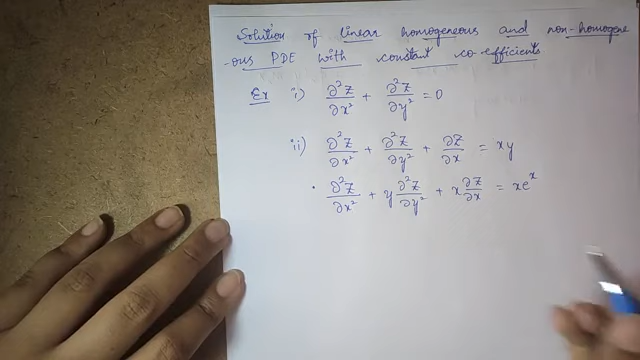 Solution of linear homogeneous and non-homogene
-ous PDE with constant co-efficients
Ex i) ∂²z/∂x² + ∂²z/∂y² = 0
ii) ∂²z/∂x² + ∂²z/∂y² + ∂z/∂x = xy
· ∂²z/∂x² + y ∂²z/∂y² + x ∂z/∂x = xeˣ